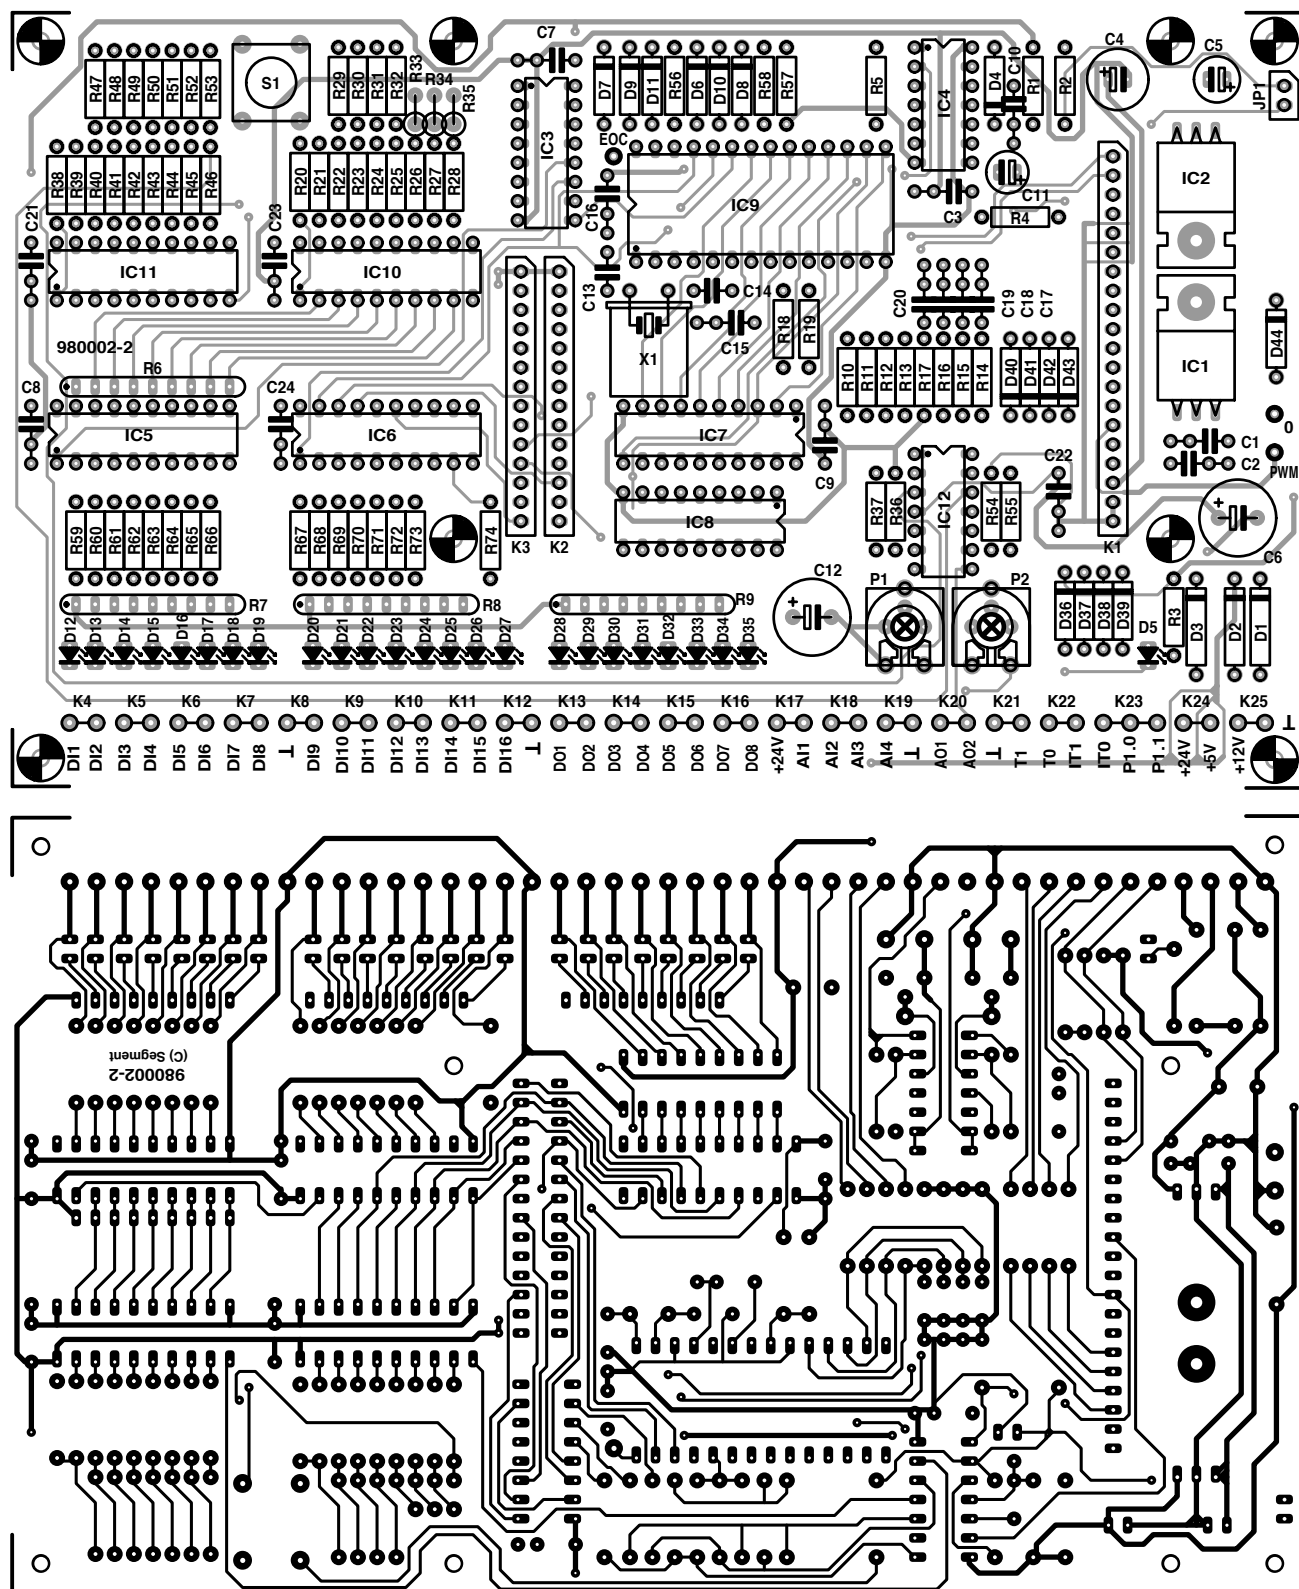 C7 C4 C5
R47 R48 R49 R50 R51 R52 R53 S1 R29 R30 R31 R32 R33 R34 R35 IC3 D7 D9 D11 R56 D6 D10 D8 R58 R57 R5 IC4 D4 C10 R1 R2 JP1
EOC
R38 R39 R40 R41 R42 R43 R44 R45 R46 R20 R21 R22 R23 R24 R25 R26 R27 R28 IC2
C21 C23 C16 IC9 C3 C11 R4
IC11 IC10
C13 C14 C20 C19 C18 C17
980002-2 X1 C15 R18 R19 D44
R6 R10 R11 R12 R13 R17 R16 R15 R14 D40 D41 D42 D43 IC1
C8 C24
IC5 IC6 IC7 C9 C22 0
C1
C2
PWM
R59 R60 R61 R62 R63 R64 R65 R66 R67 R68 R69 R70 R71 R72 R73 R74 K3 K2 IC8 R37 R36 IC12 R54 R55 K1 C6
C12 P1 P2
R7 R8 R9 D36 D37 D38 D39 R3 D3 D2 D1
D12 D13 D14 D15 D16 D17 D18 D19 D20 D21 D22 D23 D24 D25 D26 D27 D28 D29 D30 D31 D32 D33 D34 D35 D5
K4 K5 K6 K7 K8 K9 K10 K11 K12 K13 K14 K15 K16 K17 K18 K19 K20 K21 K22 K23 K24 K25
DI1 DI2 DI3 DI4 DI5 DI6 DI7 DI8 ⊥ DI9 DI10 DI11 DI12 DI13 DI14 DI15 DI16 ⊥ DO1 DO2 DO3 DO4 DO5 DO6 DO7 DO8 +24V AI1 AI2 AI3 AI4 ⊥ AO1 AO2 ⊥ T1 T0 IT1 IT0 P1.0 P1.1 +24V +5V +12V ⊥
(C) Segment
980002-2